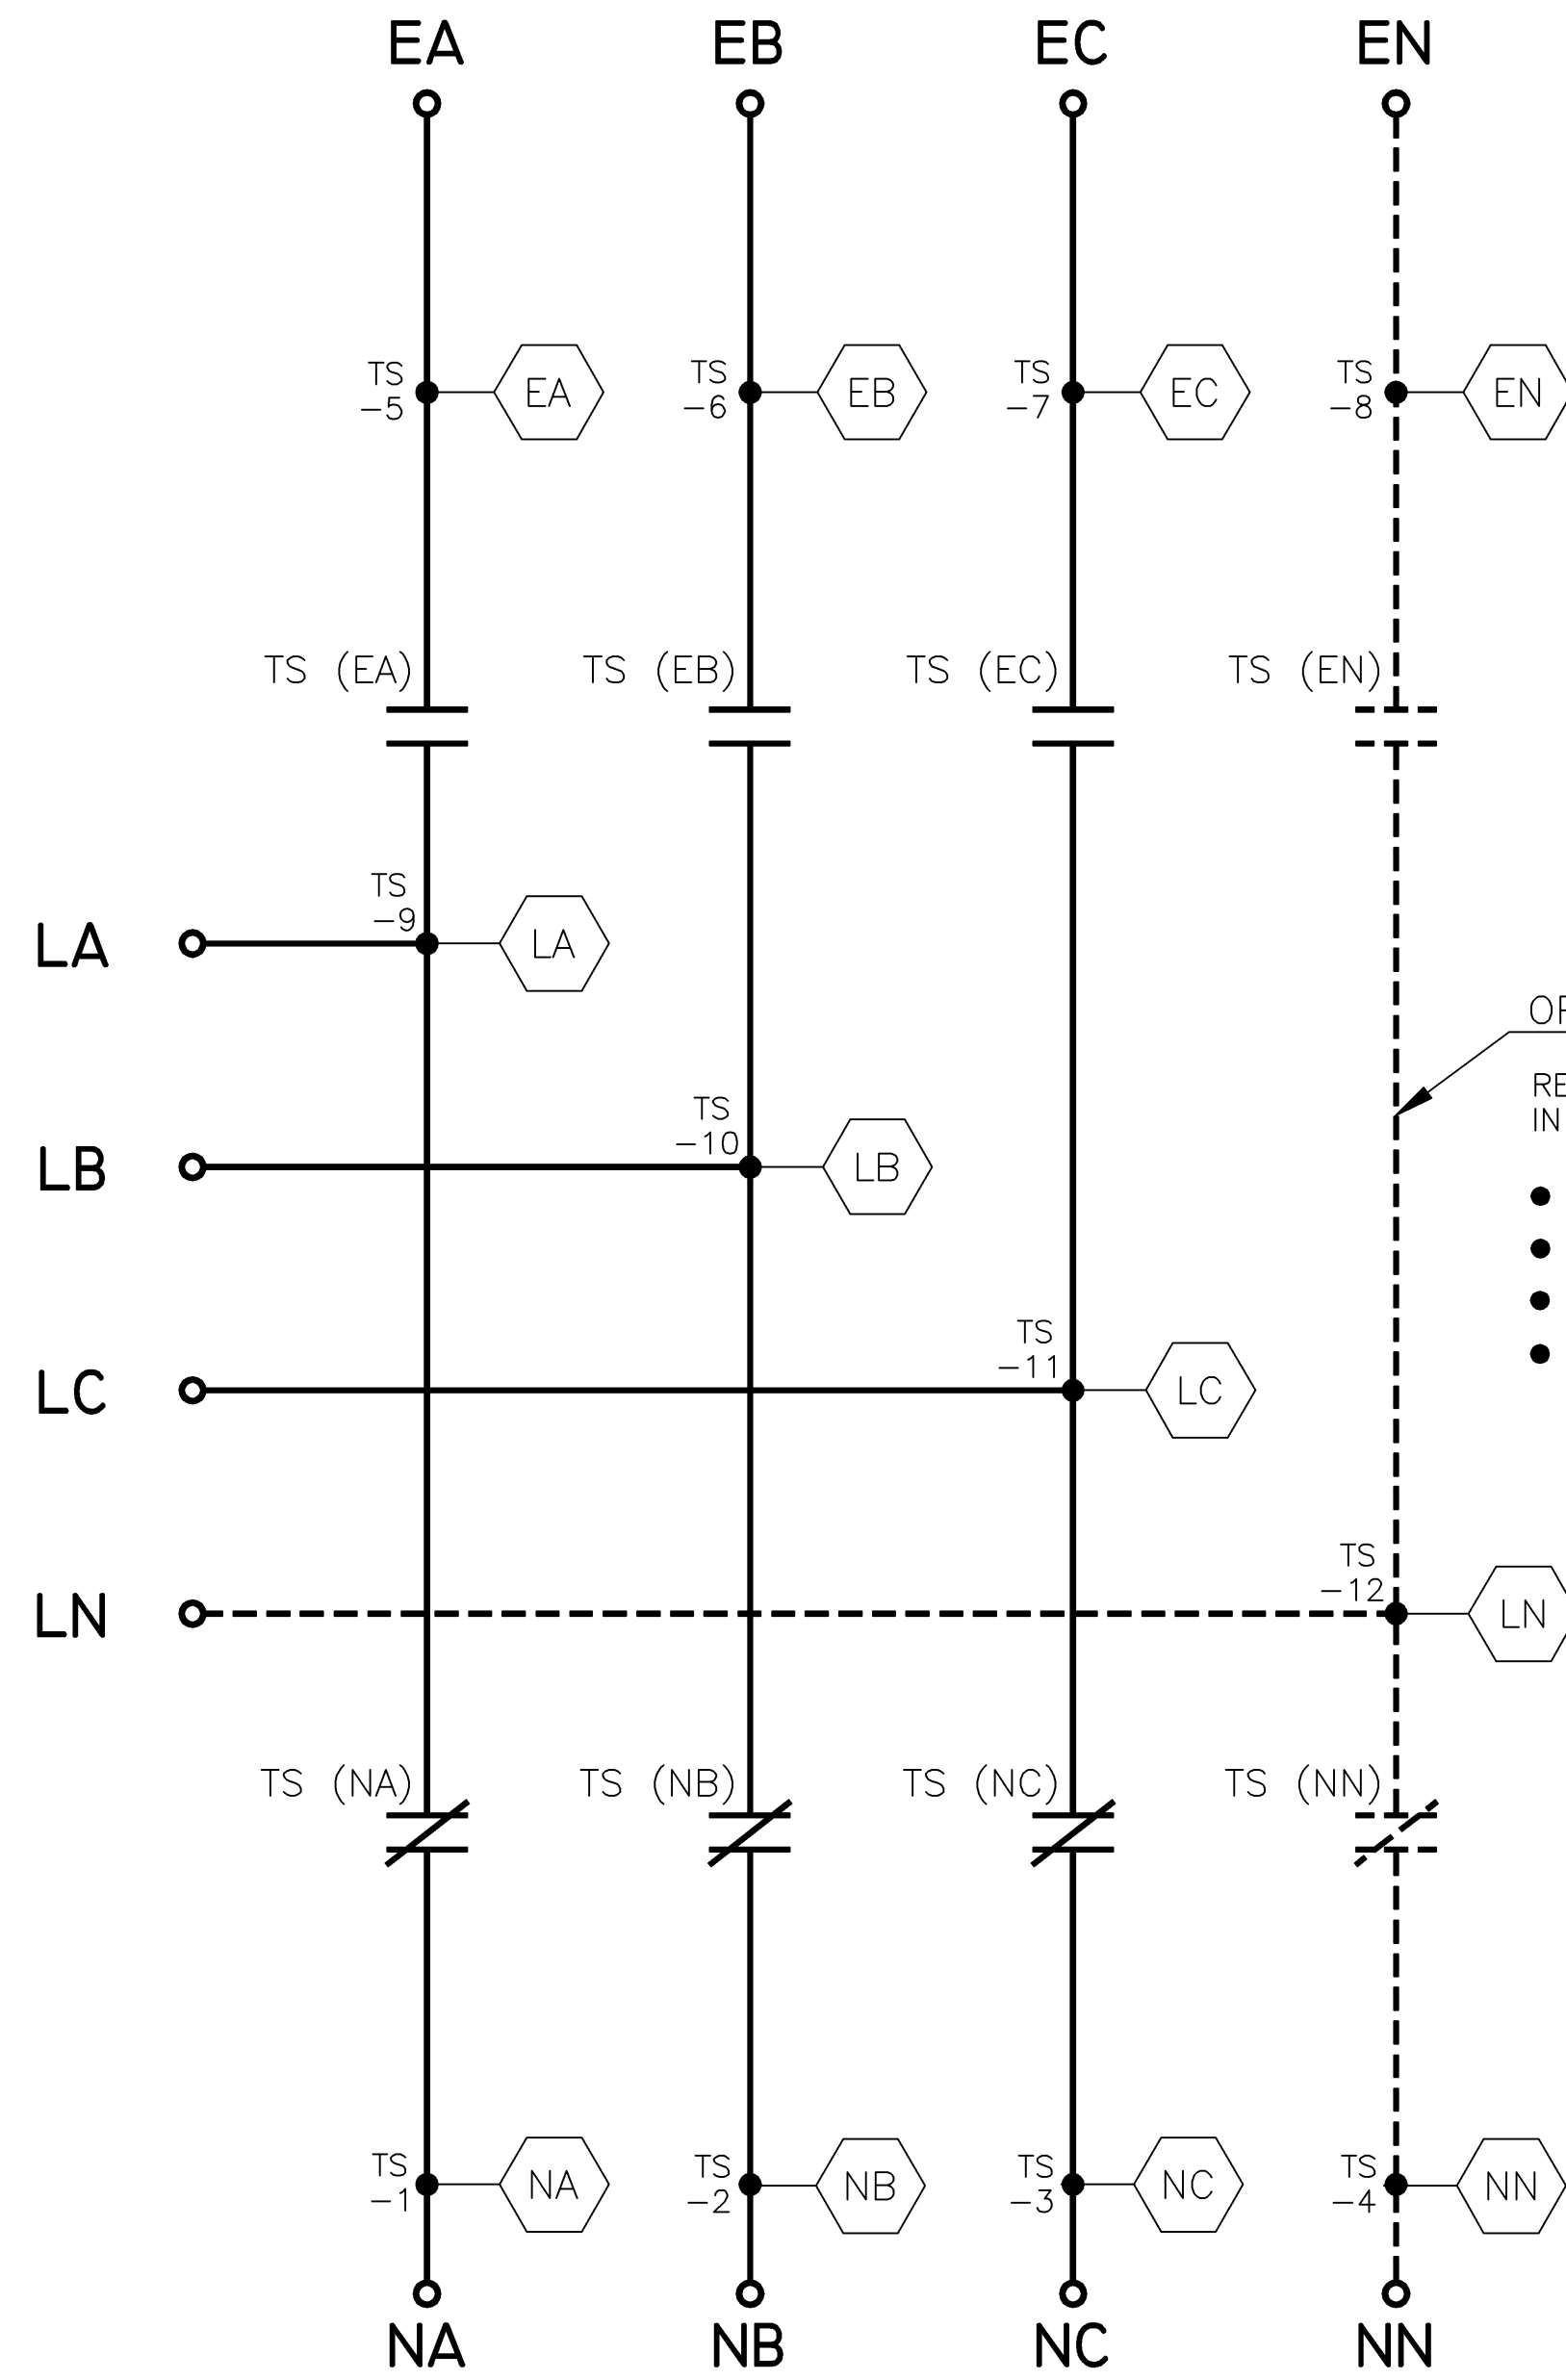 EA EB EC EN
TS TS TS TS
-5 EA -6 EB -7 EC -8 EN
TS (EA) TS (EB) TS (EC) TS (EN)
TS
-9
LA LA
OP
RE
IN
TS
-10
LB LB
TS
-11
LC LC
TS
-12
LN LN
TS (NA) TS (NB) TS (NC) TS (NN)
TS TS TS TS
-1 NA -2 NB -3 NC -4 NN
NA NB NC NN